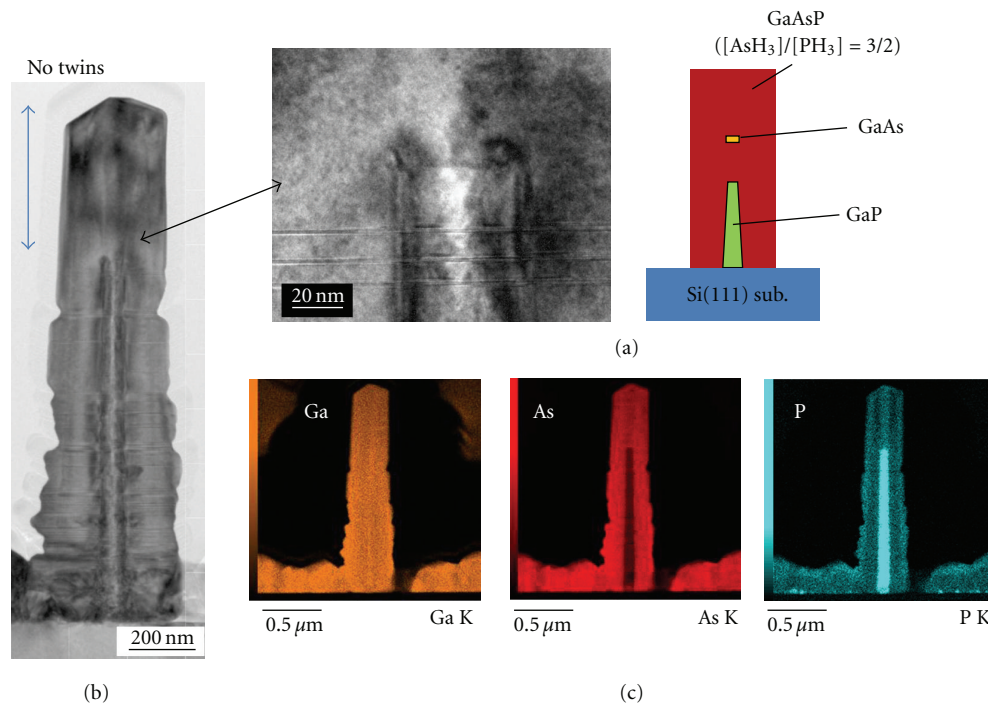 No twins
GaAsP
([AsH₃]/[PH₃] = 3/2)
GaAs
GaP
Si(111) sub.
20 nm
(a)
200 nm
(b)
Ga
As
P
0.5 μm
Ga K
0.5 μm
As K
0.5 μm
P K
(c)